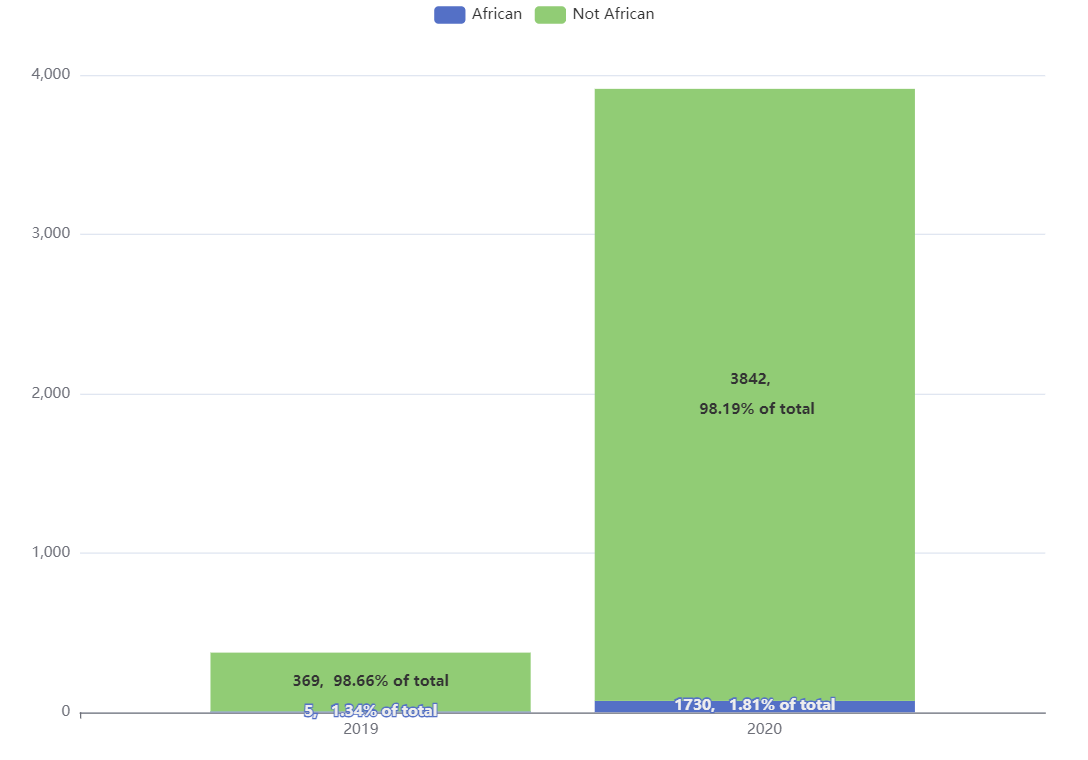 African Not African
4,000
3,000
2,000
1,000
0
369, 98.66% of total
5, 1.34% of total
3842,
98.19% of total
1730, 1.81% of total
2019 2020